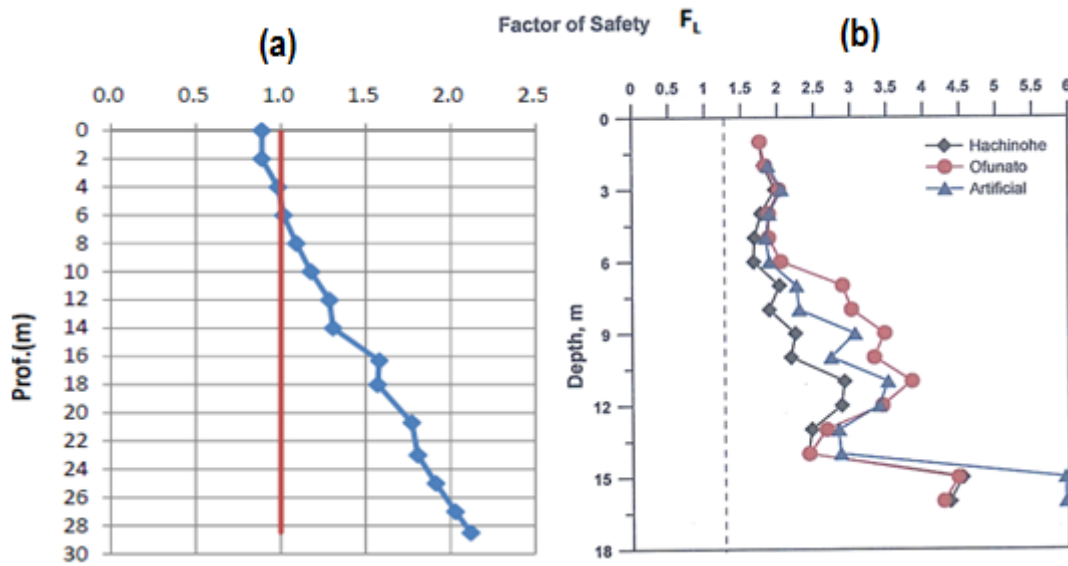 Factor of Safety F_L
(a)
(b)
0.0 0.5 1.0 1.5 2.0 2.5
0
2
4
6
8
10
12
14
16
18
20
22
24
26
28
30
Prof.(m)
0 0.5 1 1.5 2 2.5 3 3.5 4 4.5 5 5.5 6
0
3
6
9
12
15
18
Depth, m
Hachinohe
Ofunato
Artificial